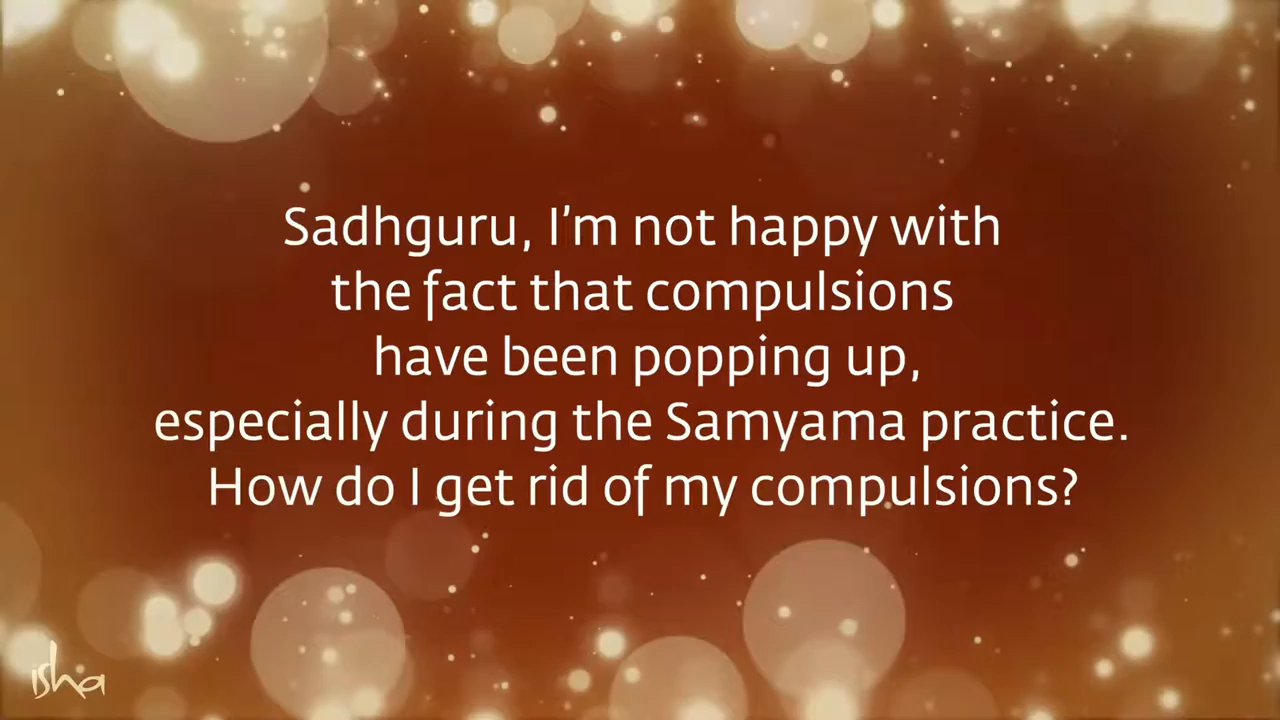 Sadhguru, I'm not happy with
the fact that compulsions
have been popping up,
especially during the Samyama practice.
How do I get rid of my compulsions?
isha